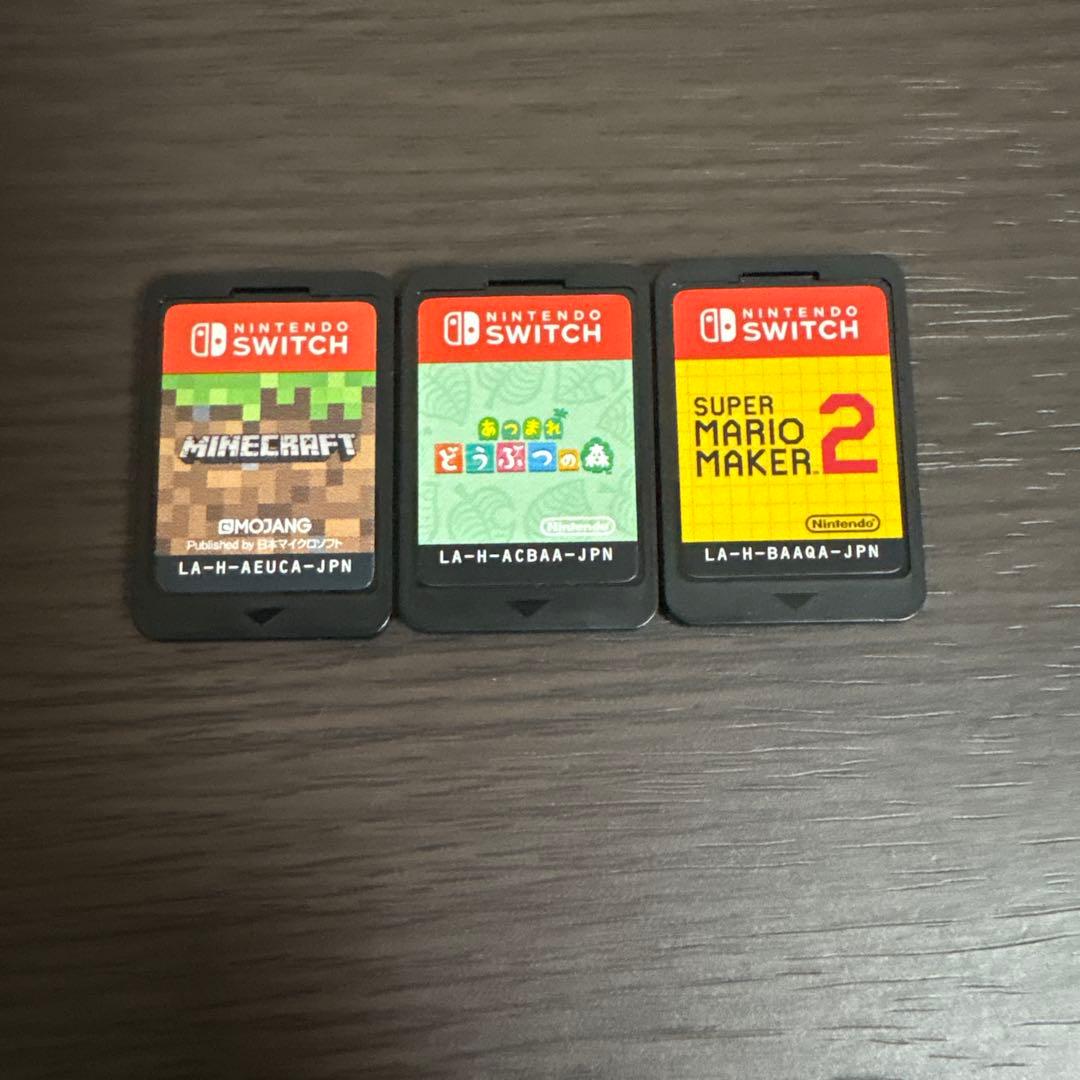 NINTENDO
SWITCH
MINECRAFT
MOJANG
Published by 日本マイクロソフト
LA-H-AEUCA-JPN
NINTENDO
SWITCH
あつまれ
どうぶつの森
Nintendo
LA-H-ACBAA-JPN
NINTENDO
SWITCH
SUPER
MARIO
MAKER 2
TM
Nintendo
LA-H-BAAQA-JPN